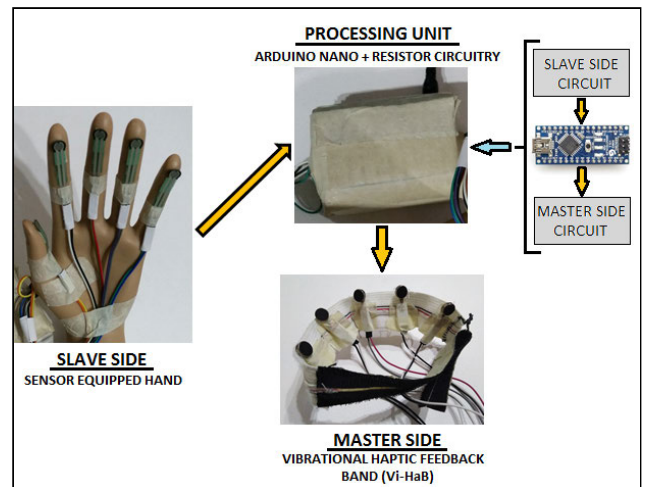 PROCESSING UNIT
ARDUINO NANO + RESISTOR CIRCUITRY
SLAVE SIDE
CIRCUIT
MASTER SIDE
CIRCUIT
SLAVE SIDE
SENSOR EQUIPPED HAND
MASTER SIDE
VIBRATIONAL HAPTIC FEEDBACK
BAND (Vi-HaB)